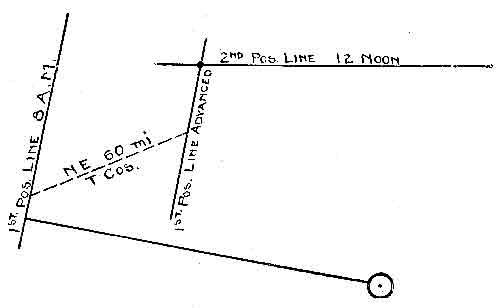 2ND POS. LINE 12 NOON
1ST. POS. LINE 8 A.M.
NE 60 mi
T COS.
1ST. POS. LINE ADVANCED